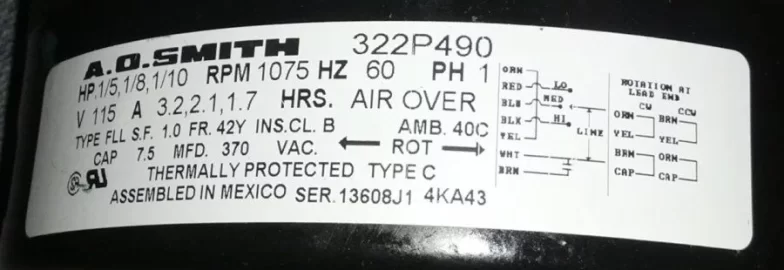 A.O.SMITH 322P490
HP.1/5,1/8,1/10 RPM 1075 HZ 60 PH 1
V 115 A 3.2,2.1,1.7 HRS. AIR OVER
TYPE FLL S.F. 1.0 FR. 42Y INS.CL. B AMB. 40C
CAP 7.5 MFD. 370 VAC. ROT
THERMALLY PROTECTED TYPE C
ASSEMBLED IN MEXICO SER. 13608J1 4KA43
ORN
RED LO
BLU MED
BLK HI
YEL
LINE
WHT
BRN
ROTATION AT
LEAD END
CW CCW
ORN BRN
YEL YEL
BRN ORN
CAP CAP